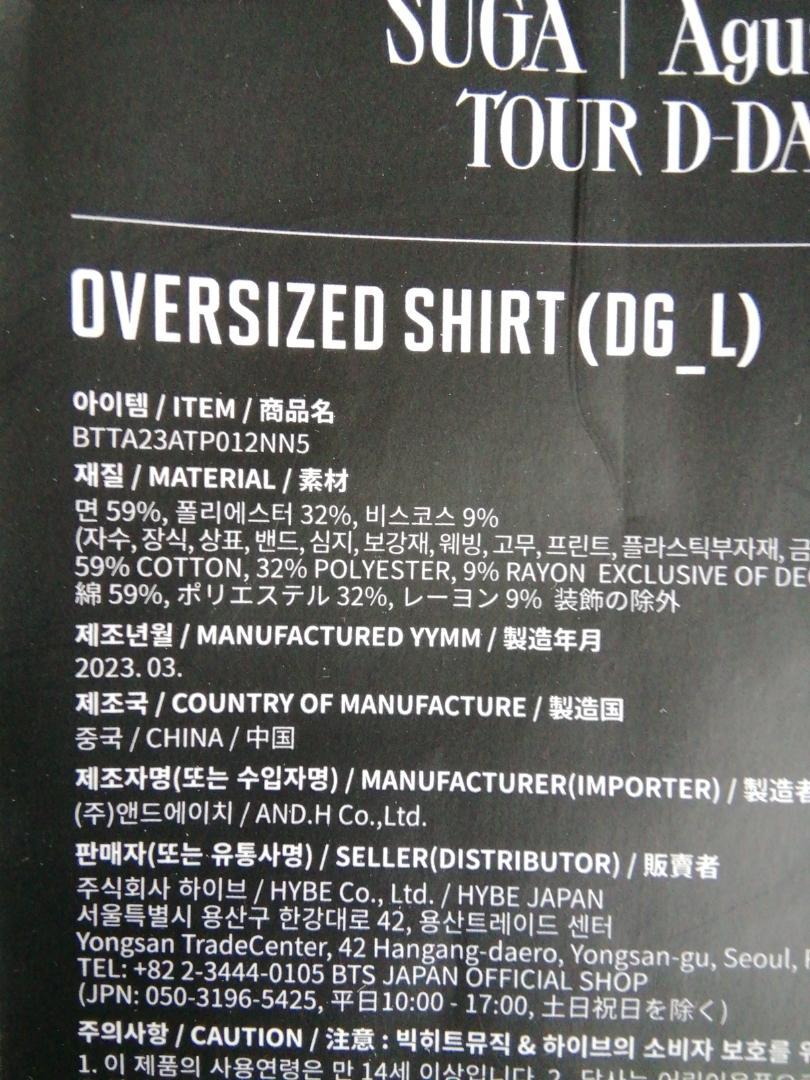 SUGA | Agu
TOUR D-DA
OVERSIZED SHIRT (DG_L)
아이템 / ITEM / 商品名
BTTA23ATP012NN5
재질 / MATERIAL / 素材
면 59%, 폴리에스터 32%, 비스코스 9%
(자수, 장식, 상표, 밴드, 심지, 보강재, 웨빙, 고무, 프린트, 플라스틱부자재, 금
59% COTTON, 32% POLYESTER, 9% RAYON EXCLUSIVE OF DE
綿 59%, ポリエステル 32%, レーヨン 9% 装飾の除外
제조년월 / MANUFACTURED YYMM / 製造年月
2023. 03.
제조국 / COUNTRY OF MANUFACTURE / 製造国
중국 / CHINA / 中国
제조자명(또는 수입자명) / MANUFACTURER(IMPORTER) / 製造者
(주)앤드에이치 / AND.H Co.,Ltd.
판매자(또는 유통사명) / SELLER(DISTRIBUTOR) / 販賣者
주식회사 하이브 / HYBE Co., Ltd. / HYBE JAPAN
서울특별시 용산구 한강대로 42, 용산트레이드 센터
Yongsan TradeCenter, 42 Hangang-daero, Yongsan-gu, Seoul,
TEL: +82 2-3444-0105 BTS JAPAN OFFICIAL SHOP
(JPN: 050-3196-5425, 平日10:00 - 17:00, 土日祝日を除く)
주의사항 / CAUTION / 注意 : 빅히트뮤직 & 하이브의 소비자 보호를 위
1. 이 제품의 사용연령은 만 14세 이상입니다. 2. 당사는